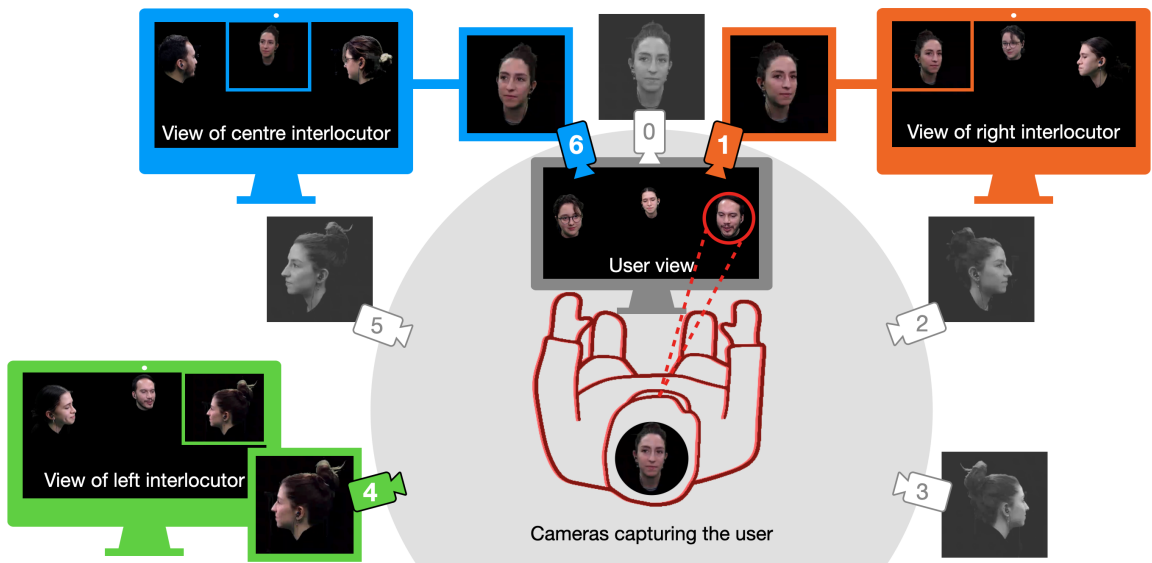 View of centre interlocutor
View of right interlocutor
6
0
1
User view
5
2
View of left interlocutor
4
3
Cameras capturing the user